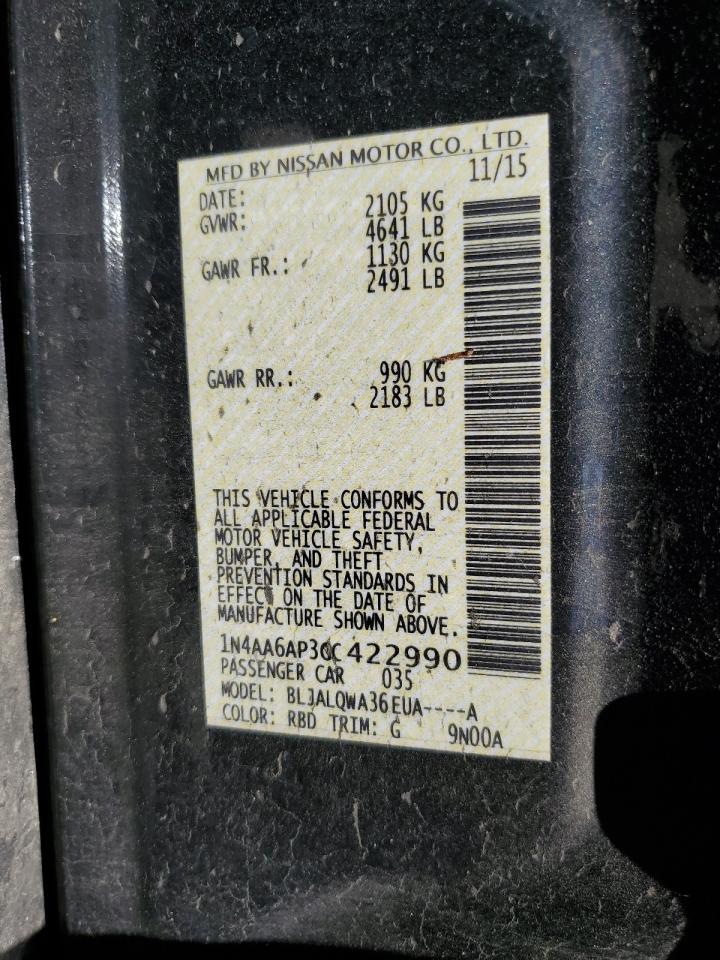 MFD BY NISSAN MOTOR CO., LTD.
DATE: 11/15
GVWR: 2105 KG
4641 LB
GAWR FR.: 1130 KG
2491 LB
GAWR RR.: 990 KG
2183 LB
THIS VEHICLE CONFORMS TO
ALL APPLICABLE FEDERAL
MOTOR VEHICLE SAFETY,
BUMPER, AND THEFT
PREVENTION STANDARDS IN
EFFECT ON THE DATE OF
MANUFACTURE SHOWN ABOVE.
1N4AA6AP3GC422990
PASSENGER CAR 035
MODEL: BLJALQWA36EUA----A
COLOR: RBD TRIM: G 9N00A